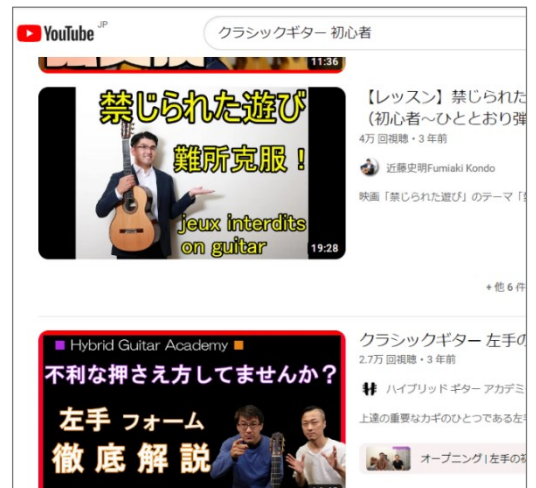 YouTube JP
クラシックギター 初心者
11:36
禁じられた遊び
難所克服！
jeux interdits
on guitar
19:28
【レッスン】禁じられた
（初心者～ひととおり弾
4万 回視聴・3 年前
近藤史明Fumiaki Kondo
映画「禁じられた遊び」のテーマ「
+ 他 6 件
Hybrid Guitar Academy
不利な押さえ方してませんか？
左手 フォーム
徹底解説
クラシックギター 左手の
2.7万 回視聴・3 年前
ハイブリッド ギター アカデミ
上達の重要なカギのひとつである左
オープニング | 左手の